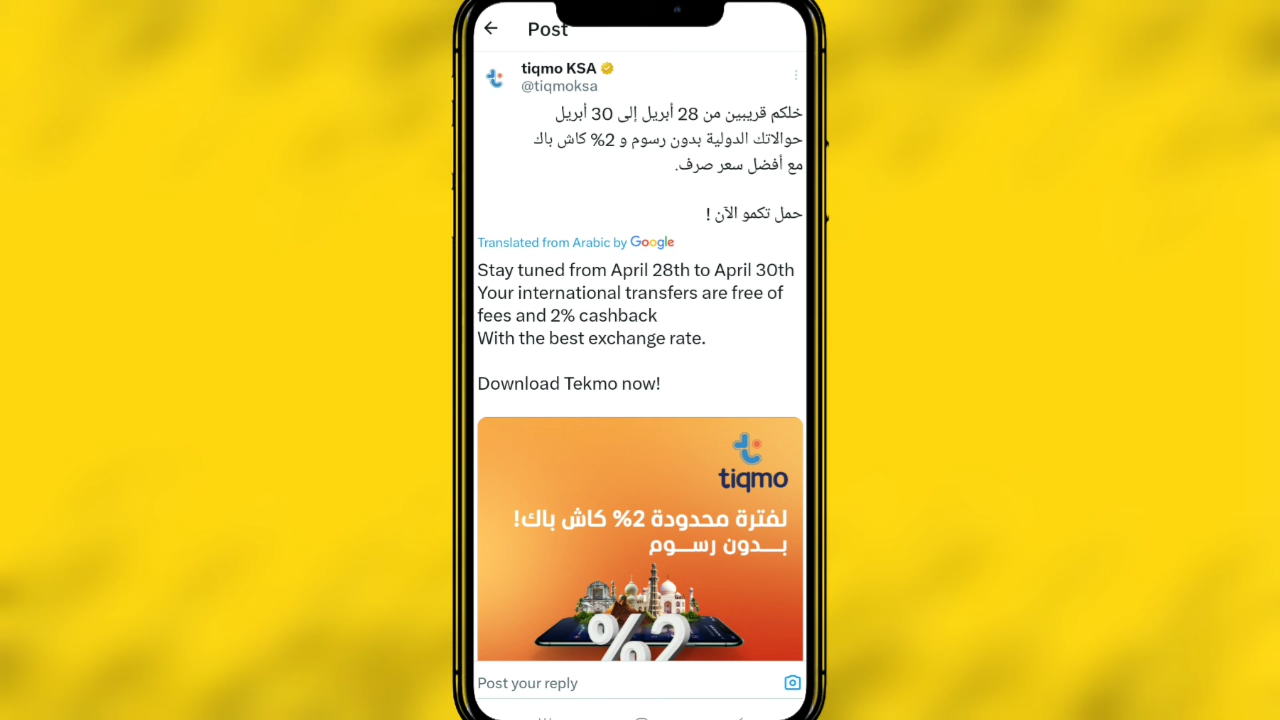 Post
tiqmo KSA
@tiqmoksa
خلكم قريبين من 28 أبريل إلى 30 أبريل
حوالاتك الدولية بدون رسوم و 2% كاش باك
مع أفضل سعر صرف.
حمل تكمو الآن !
Translated from Arabic by Google
Stay tuned from April 28th to April 30th
Your international transfers are free of
fees and 2% cashback
With the best exchange rate.
Download Tekmo now!
tiqmo
لفترة محدودة 2% كاش باك!
بـــدون رســـوم
%2
Post your reply